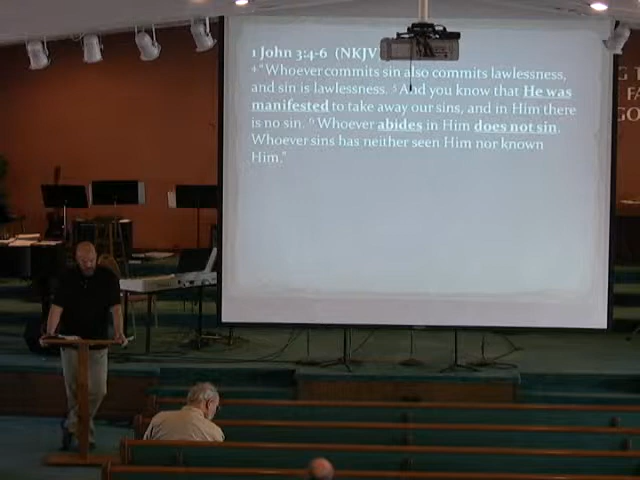 1 John 3:4-6 (NKJV
4 "Whoever commits sin also commits lawlessness,
and sin is lawlessness. 5 And you know that He was
manifested to take away our sins, and in Him there
is no sin. 6 Whoever abides in Him does not sin.
Whoever sins has neither seen Him nor known
Him."
G T
FA
GO